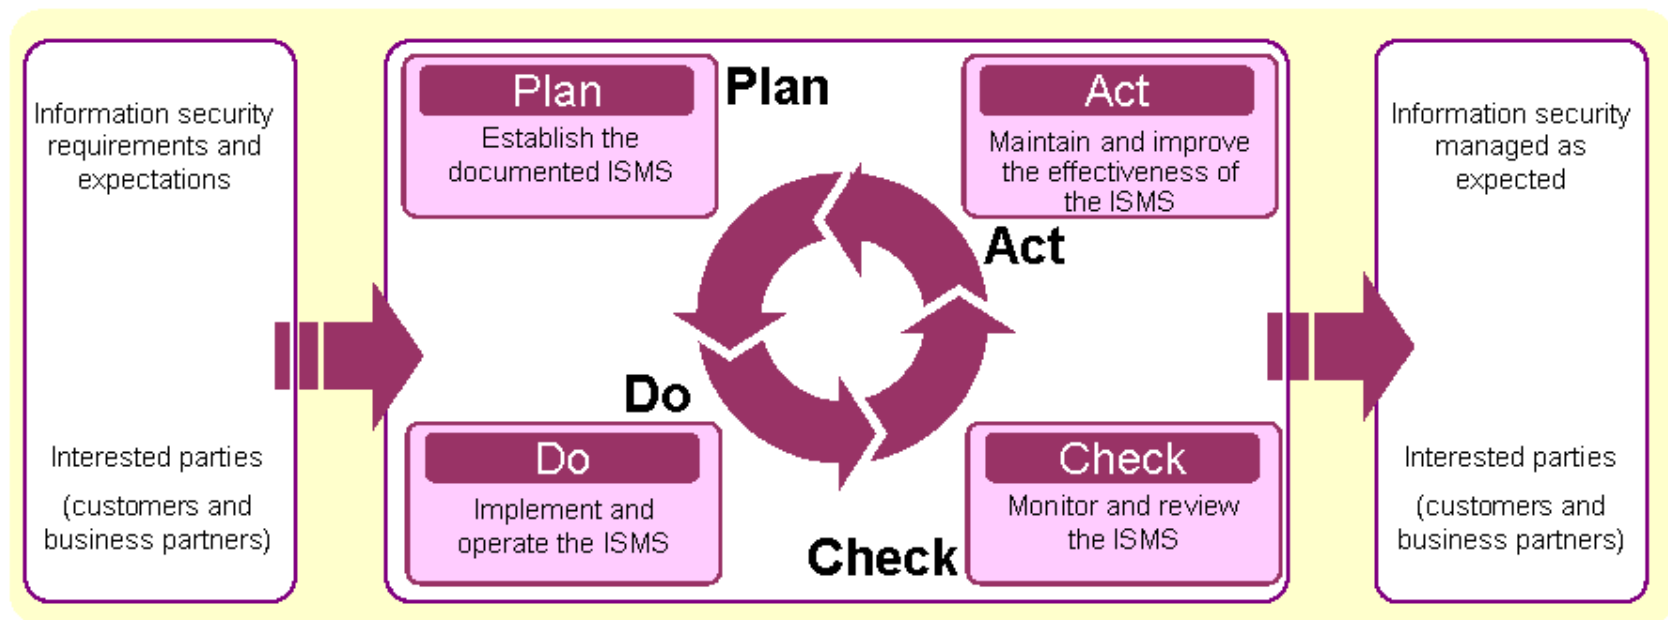 Information security
requirements and
expectations
Interested parties
(customers and
business partners)
Plan
Establish the
documented ISMS
Plan
Act
Maintain and improve
the effectiveness of
the ISMS
Act
Do
Do
Implement and
operate the ISMS
Check
Check
Monitor and review
the ISMS
Information security
managed as
expected
Interested parties
(customers and
business partners)